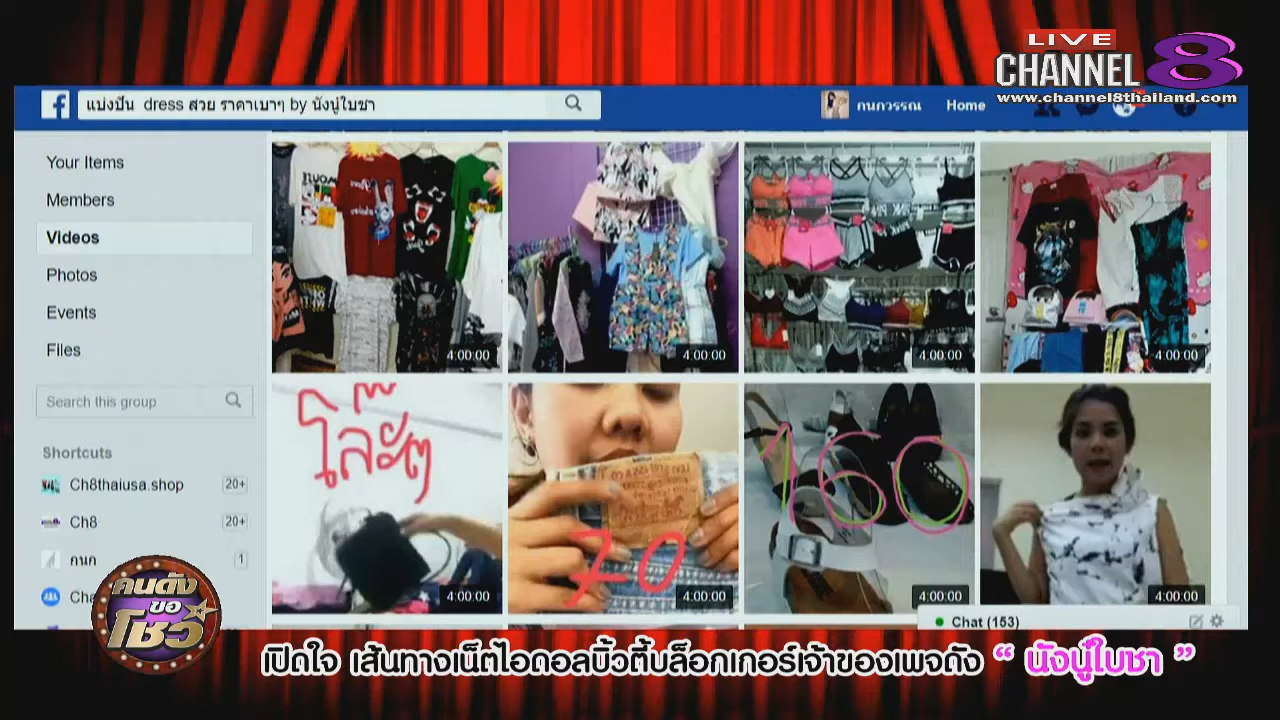 LIVE
CHANNEL 8
www.channel8thailand.com
แบ่งปัน dress สวย ราคาเบาๆ by นังนู๋ใบชา
กนกวรรณ
Home
Your Items
Members
Videos
Photos
Events
Files
Search this group
Shortcuts
Ch8thaiusa.shop 20+
Ch8 20+
กนก 1
4:00:00
4:00:00
4:00:00
4:00:00
โล๊ะๆ
70
160
4:00:00
4:00:00
4:00:00
4:00:00
Chat (153)
คนดัง
ขอ
โชว์
เปิดใจ เส้นทางเน็ตไอดอลบิ้วตี้บล็อกเกอร์เจ้าของเพจดัง “ นังนู๋ใบชา ”